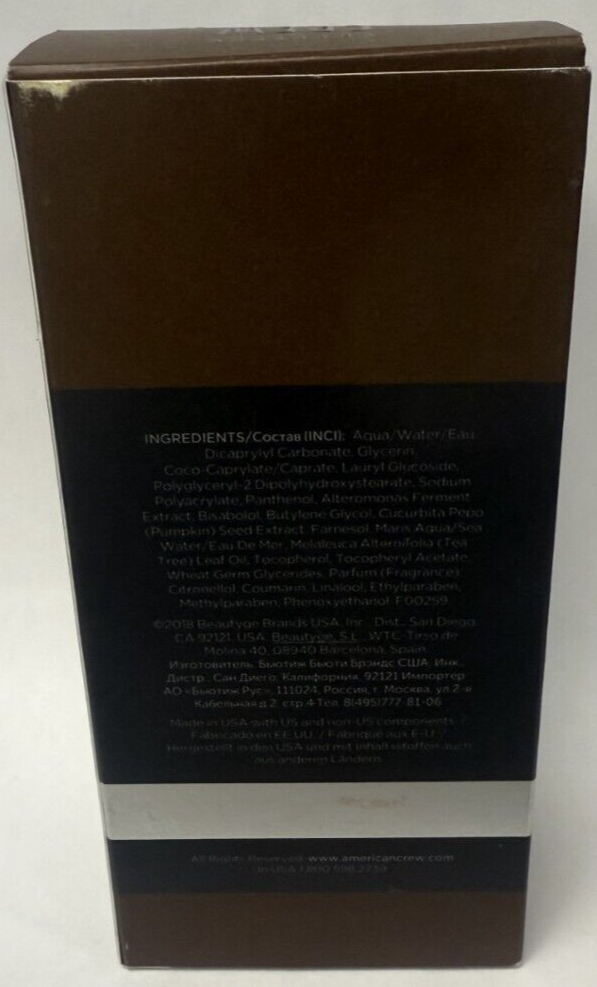 INGREDIENTS/Состав (INCI): Aqua/Water/Eau,
Dicaprylyl Carbonate, Glycerin,
Coco-Caprylate/Caprate, Lauryl Glucoside,
Polyglyceryl-2 Dipolyhydroxystearate, Sodium
Polyacrylate, Panthenol, Alteromonas Ferment
Extract, Bisabolol, Butylene Glycol, Cucurbita Pepo
(Pumpkin) Seed Extract, Farnesol, Maris Aqua/Sea
Water/Eau De Mer, Melaleuca Alternifolia (Tea
Tree) Leaf Oil, Tocopherol, Tocopheryl Acetate,
Wheat Germ Glycerides, Parfum (Fragrance),
Citronellol, Coumarin, Linalool, Ethylparaben,
Methylparaben, Phenoxyethanol. F00259
©2018 Beautyge Brands USA, Inc., Dist., San Diego,
CA 92121, USA. Beautyge, S.L., WTC-Tirso de
Molina 40, 08940 Barcelona, Spain.
Изготовитель: Бьютиж Бьюти Брэндс США, Инк.,
Дистр., Сан Диего, Калифорния, 92121 Импортер:
АО «Бьютиж Рус», 111024, Россия, г. Москва, ул. 2-я
Кабельная д.2, стр.4 Тел. 8(495)777-81-06
Made in USA with US and non-US components. /
Fabricado en EE.UU. / Fabriqué aux É-U. /
Hergestellt in den USA und mit Inhaltsstoffen auch
aus anderen Ländern.
All Rights Reserved. www.americancrew.com
In USA 1.800.598.2739